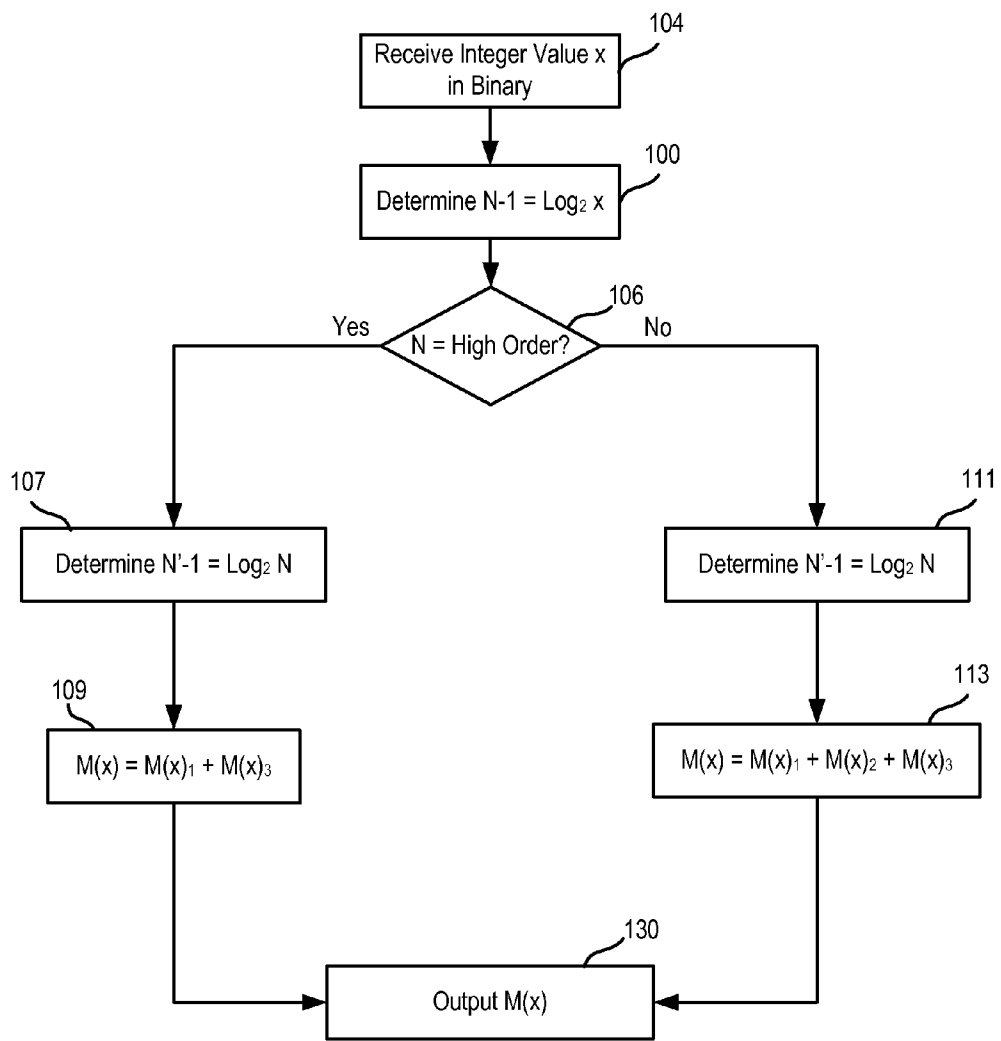 104
Receive Integer Value x
in Binary
100
Determine N-1 = Log₂ x
106
Yes
N = High Order?
No
107
111
Determine N'-1 = Log₂ N
Determine N'-1 = Log₂ N
109
113
M(x) = M(x)₁ + M(x)₃
M(x) = M(x)₁ + M(x)₂ + M(x)₃
130
Output M(x)